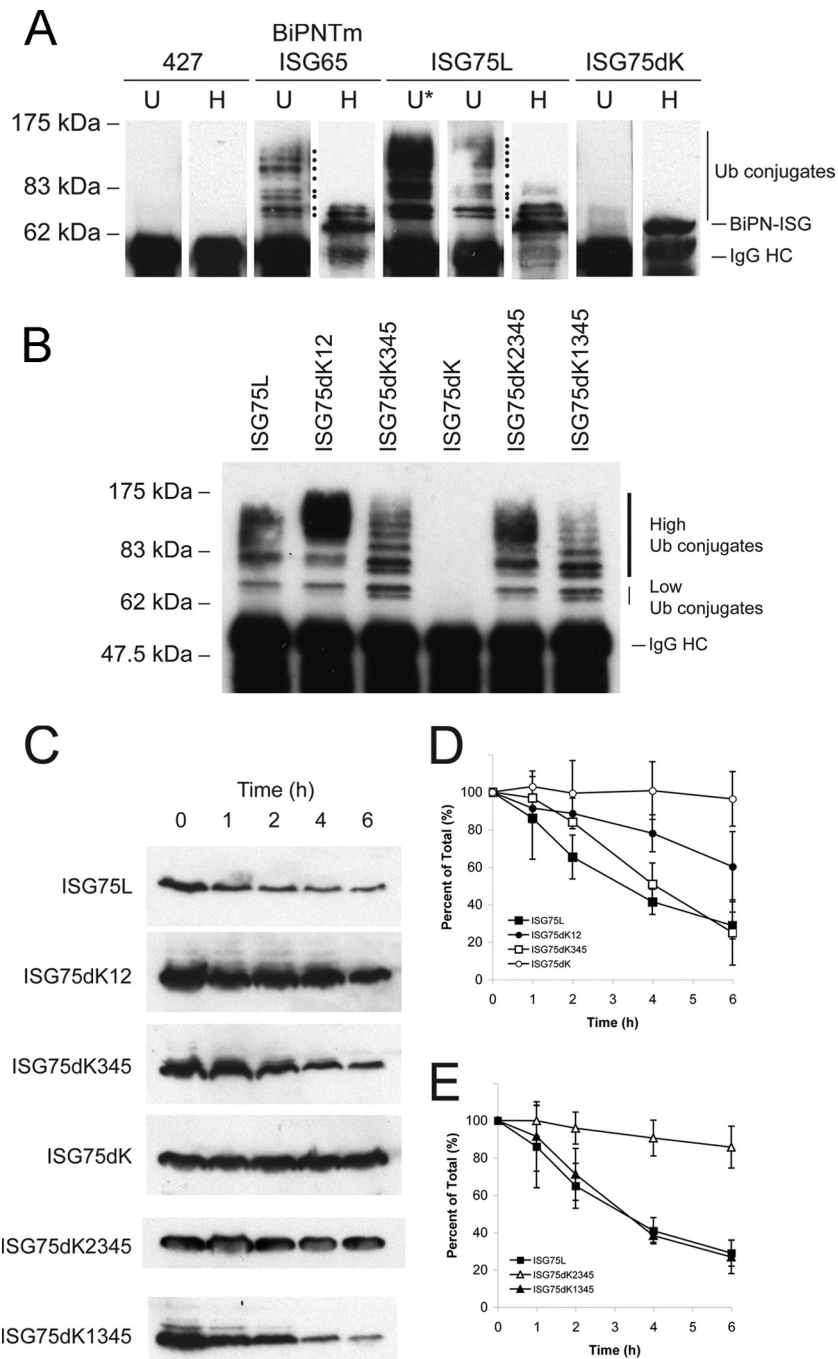 A
BiPNTm
427 ISG65 ISG75L ISG75dK
U H U H U* U H U H
175 kDa –
83 kDa –
62 kDa –
Ub conjugates
BiPN-ISG
IgG HC
B
ISG75L
ISG75dK12
ISG75dK345
ISG75dK
ISG75dK2345
ISG75dK1345
175 kDa –
83 kDa –
62 kDa –
47.5 kDa –
High
Ub conjugates
Low
Ub conjugates
IgG HC
C
Time (h)
0 1 2 4 6
ISG75L
ISG75dK12
ISG75dK345
ISG75dK
ISG75dK2345
ISG75dK1345
D
Percent of Total (%)
100
80
60
40
20
0
ISG75L
ISG75dK12
ISG75dK345
ISG75dK
0 1 2 3 4 5 6
Time (h)
E
Percent of Total (%)
100
80
60
40
20
0
ISG75L
ISG75dK2345
ISG75dK1345
0 1 2 3 4 5 6
Time (h)